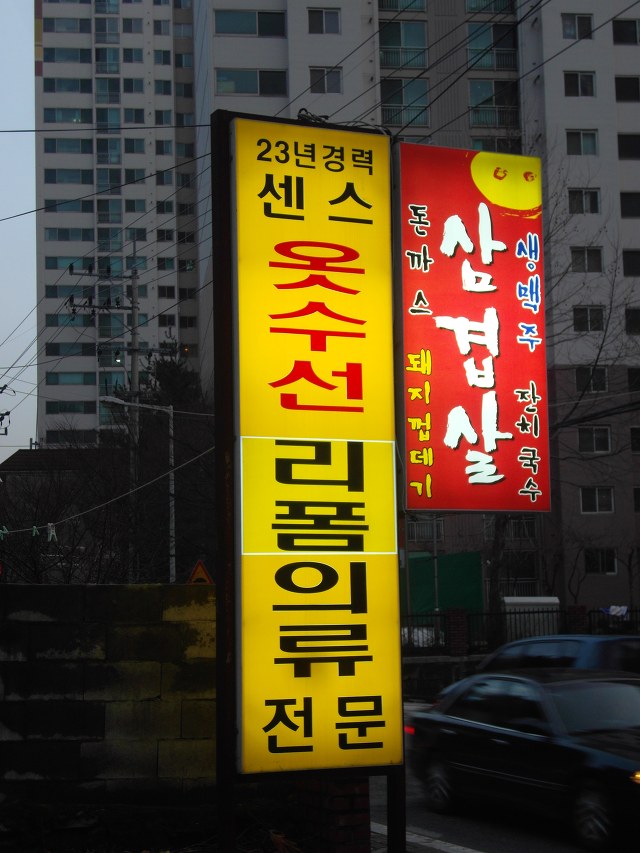 23년경력
센스
옷수선
리폼의류
전문
돈까스
삼겹살
생맥주
잔치국수
돼지껍데기